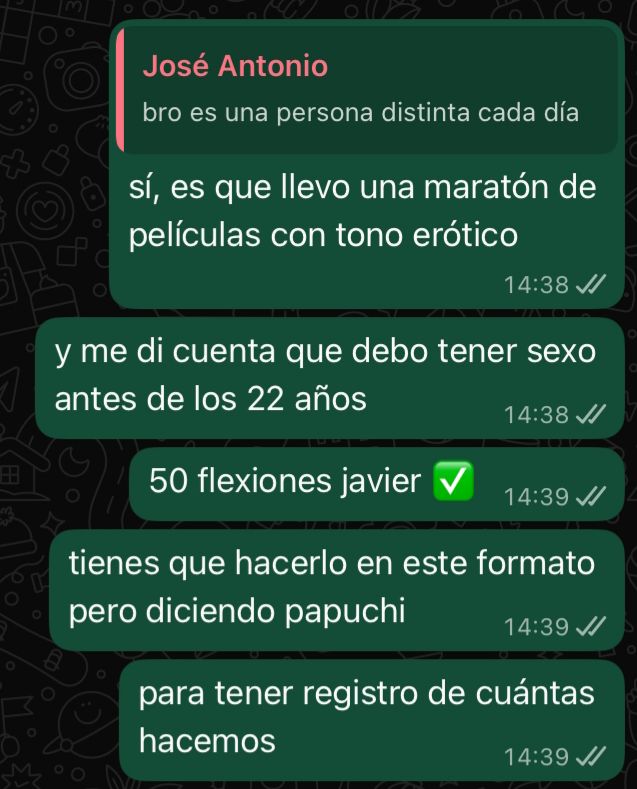 José Antonio
bro es una persona distinta cada día
sí, es que llevo una maratón de
películas con tono erótico
14:38
y me di cuenta que debo tener sexo
antes de los 22 años
14:38
50 flexiones javier ✅
14:39
tienes que hacerlo en este formato
pero diciendo papuchi
14:39
para tener registro de cuántas
hacemos
14:39